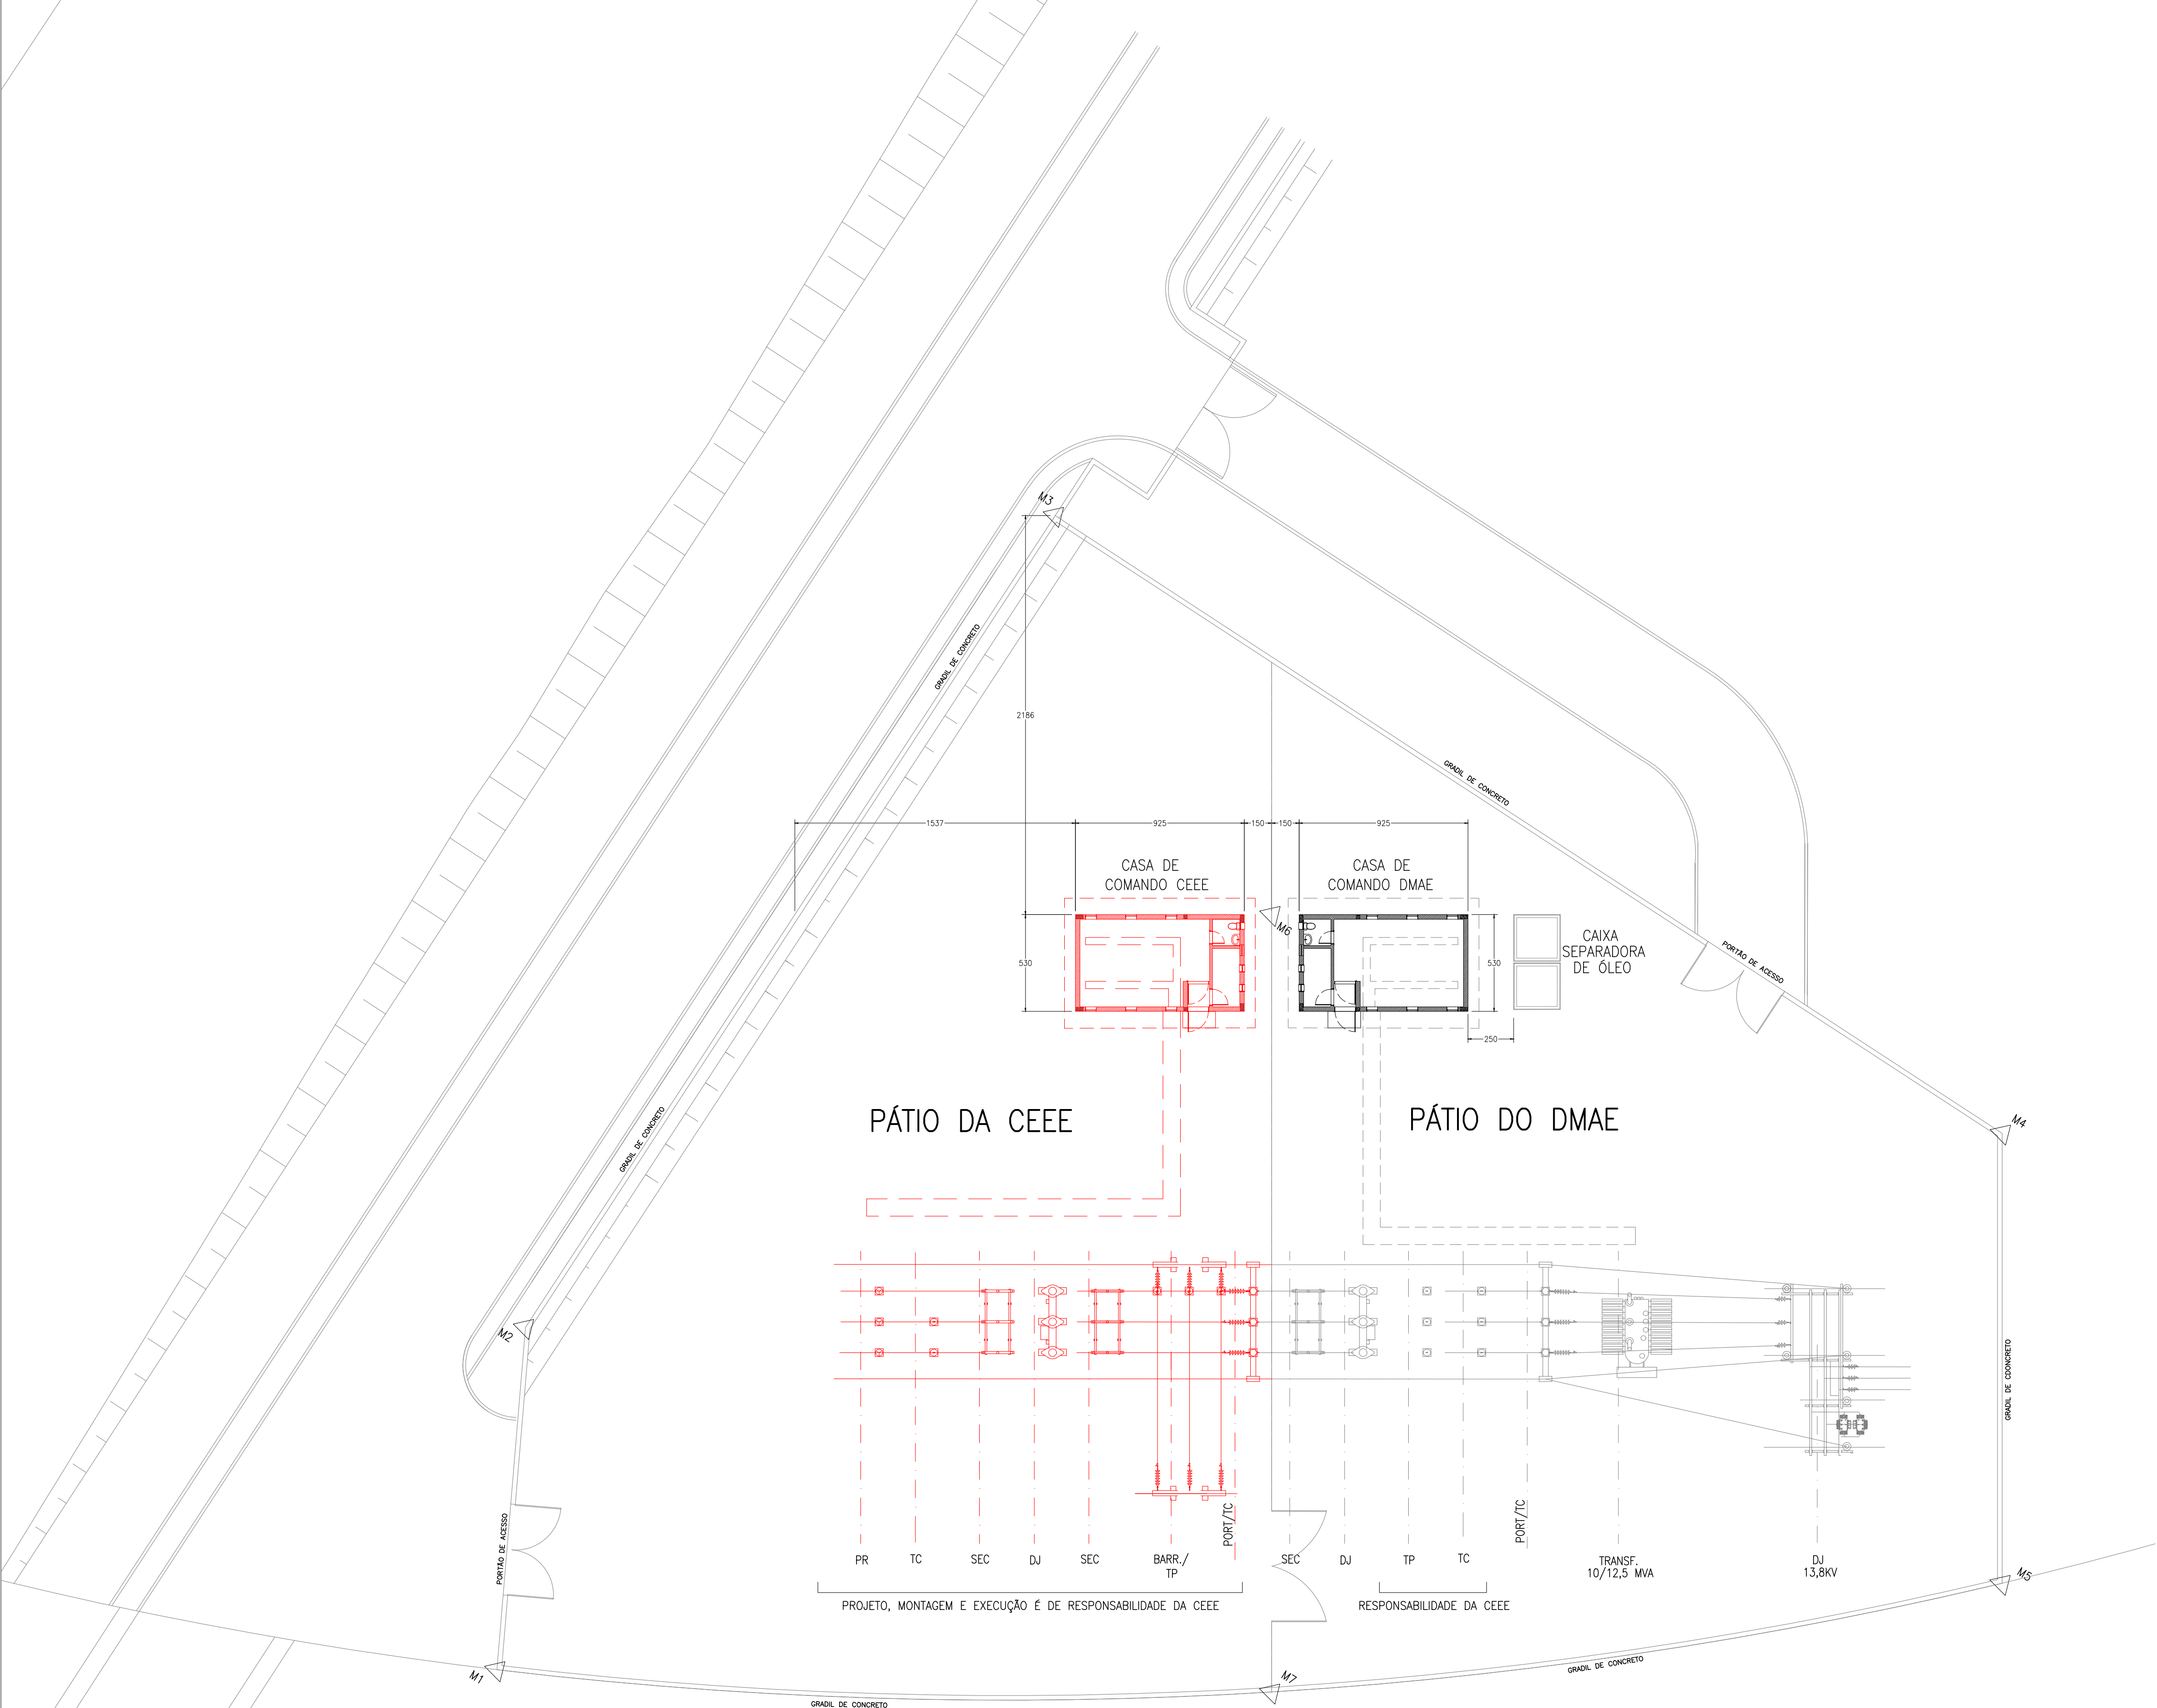 M3
GRADIL DE CONCRETO
2186
GRADIL DE CONCRETO
1537
925
150
150
925
CASA DE
COMANDO CEEE
CASA DE
COMANDO DMAE
M6
530
530
CAIXA
SEPARADORA
DE ÓLEO
PORTÃO DE ACESSO
250
GRADIL DE CONCRETO
PÁTIO DA CEEE
PÁTIO DO DMAE
M4
M2
GRADIL DE CDONCRETO
PORTÃO DE ACESSO
PR
TC
SEC
DJ
SEC
BARR./
TP
PORT/TC
SEC
DJ
TP
TC
PORT/TC
TRANSF.
10/12,5 MVA
DJ
13,8KV
M5
PROJETO, MONTAGEM E EXECUÇÃO É DE RESPONSABILIDADE DA CEEE
RESPONSABILIDADE DA CEEE
M1
M7
GRADIL DE CONCRETO
GRADIL DE CONCRETO